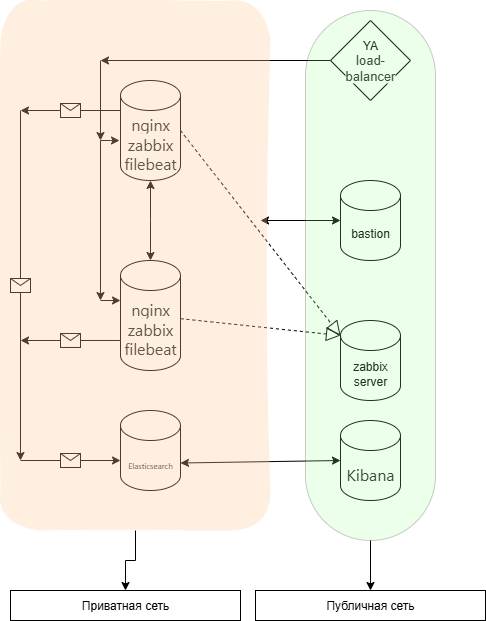 YA
load-
balancer
nginx
zabbix
filebeat
bastion
nginx
zabbix
filebeat
zabbix
server
Elasticsearch
Kibana
Приватная сеть
Публичная сеть